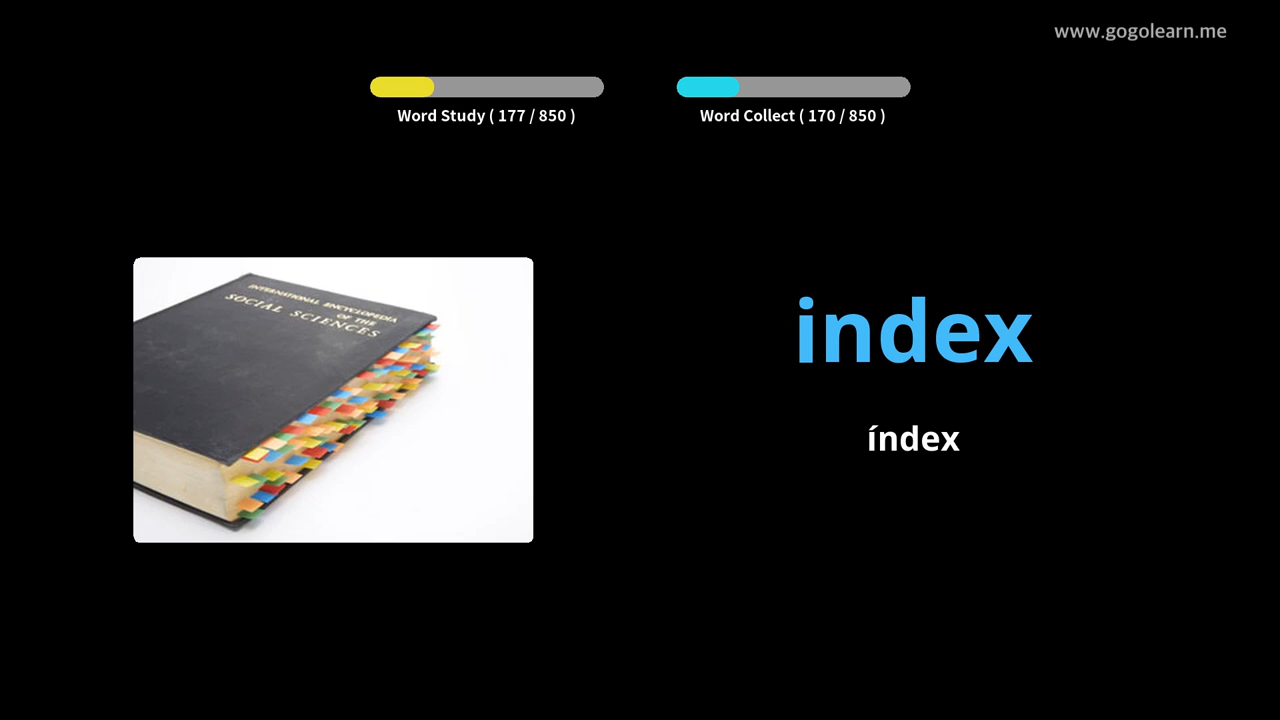 www.gogolearn.me
Word Study ( 177 / 850 )
Word Collect ( 170 / 850 )
INTERNATIONAL ENCYCLOPEDIA
OF THE
SOCIAL SCIENCES
index
índex